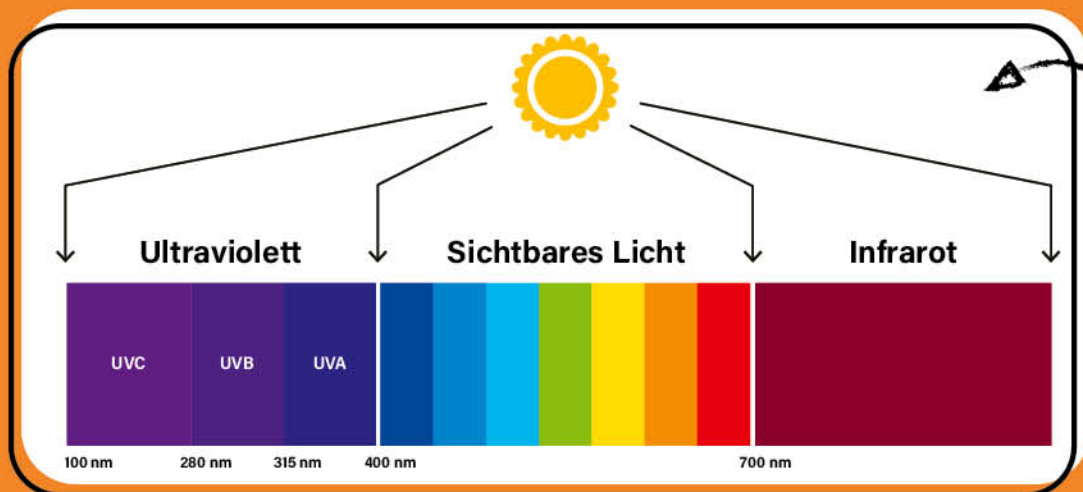 Ultraviolett
Sichtbares Licht
Infrarot
UVC
UVB
UVA
100 nm
280 nm
315 nm
400 nm
700 nm